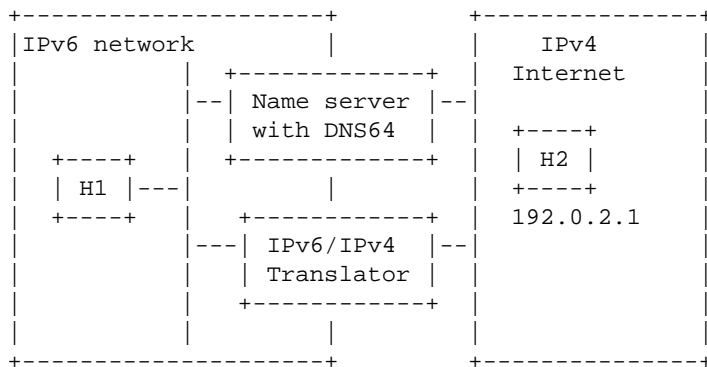 +---------------------+         +---------------+
|IPv6 network         |         |    IPv4       |
|           |  +-------------+  |  Internet     |
|           |--| Name server |--|               |
|           |  | with DNS64  |  |  +----+       |
|  +----+   |  +-------------+  |  | H2 |       |
|  | H1 |---|         |         |  +----+       |
|  +----+   |   +------------+  |  192.0.2.1    |
|           |---| IPv6/IPv4  |--|               |
|           |   | Translator |  |               |
|           |   +------------+  |               |
|           |         |         |               |
+---------------------+         +---------------+